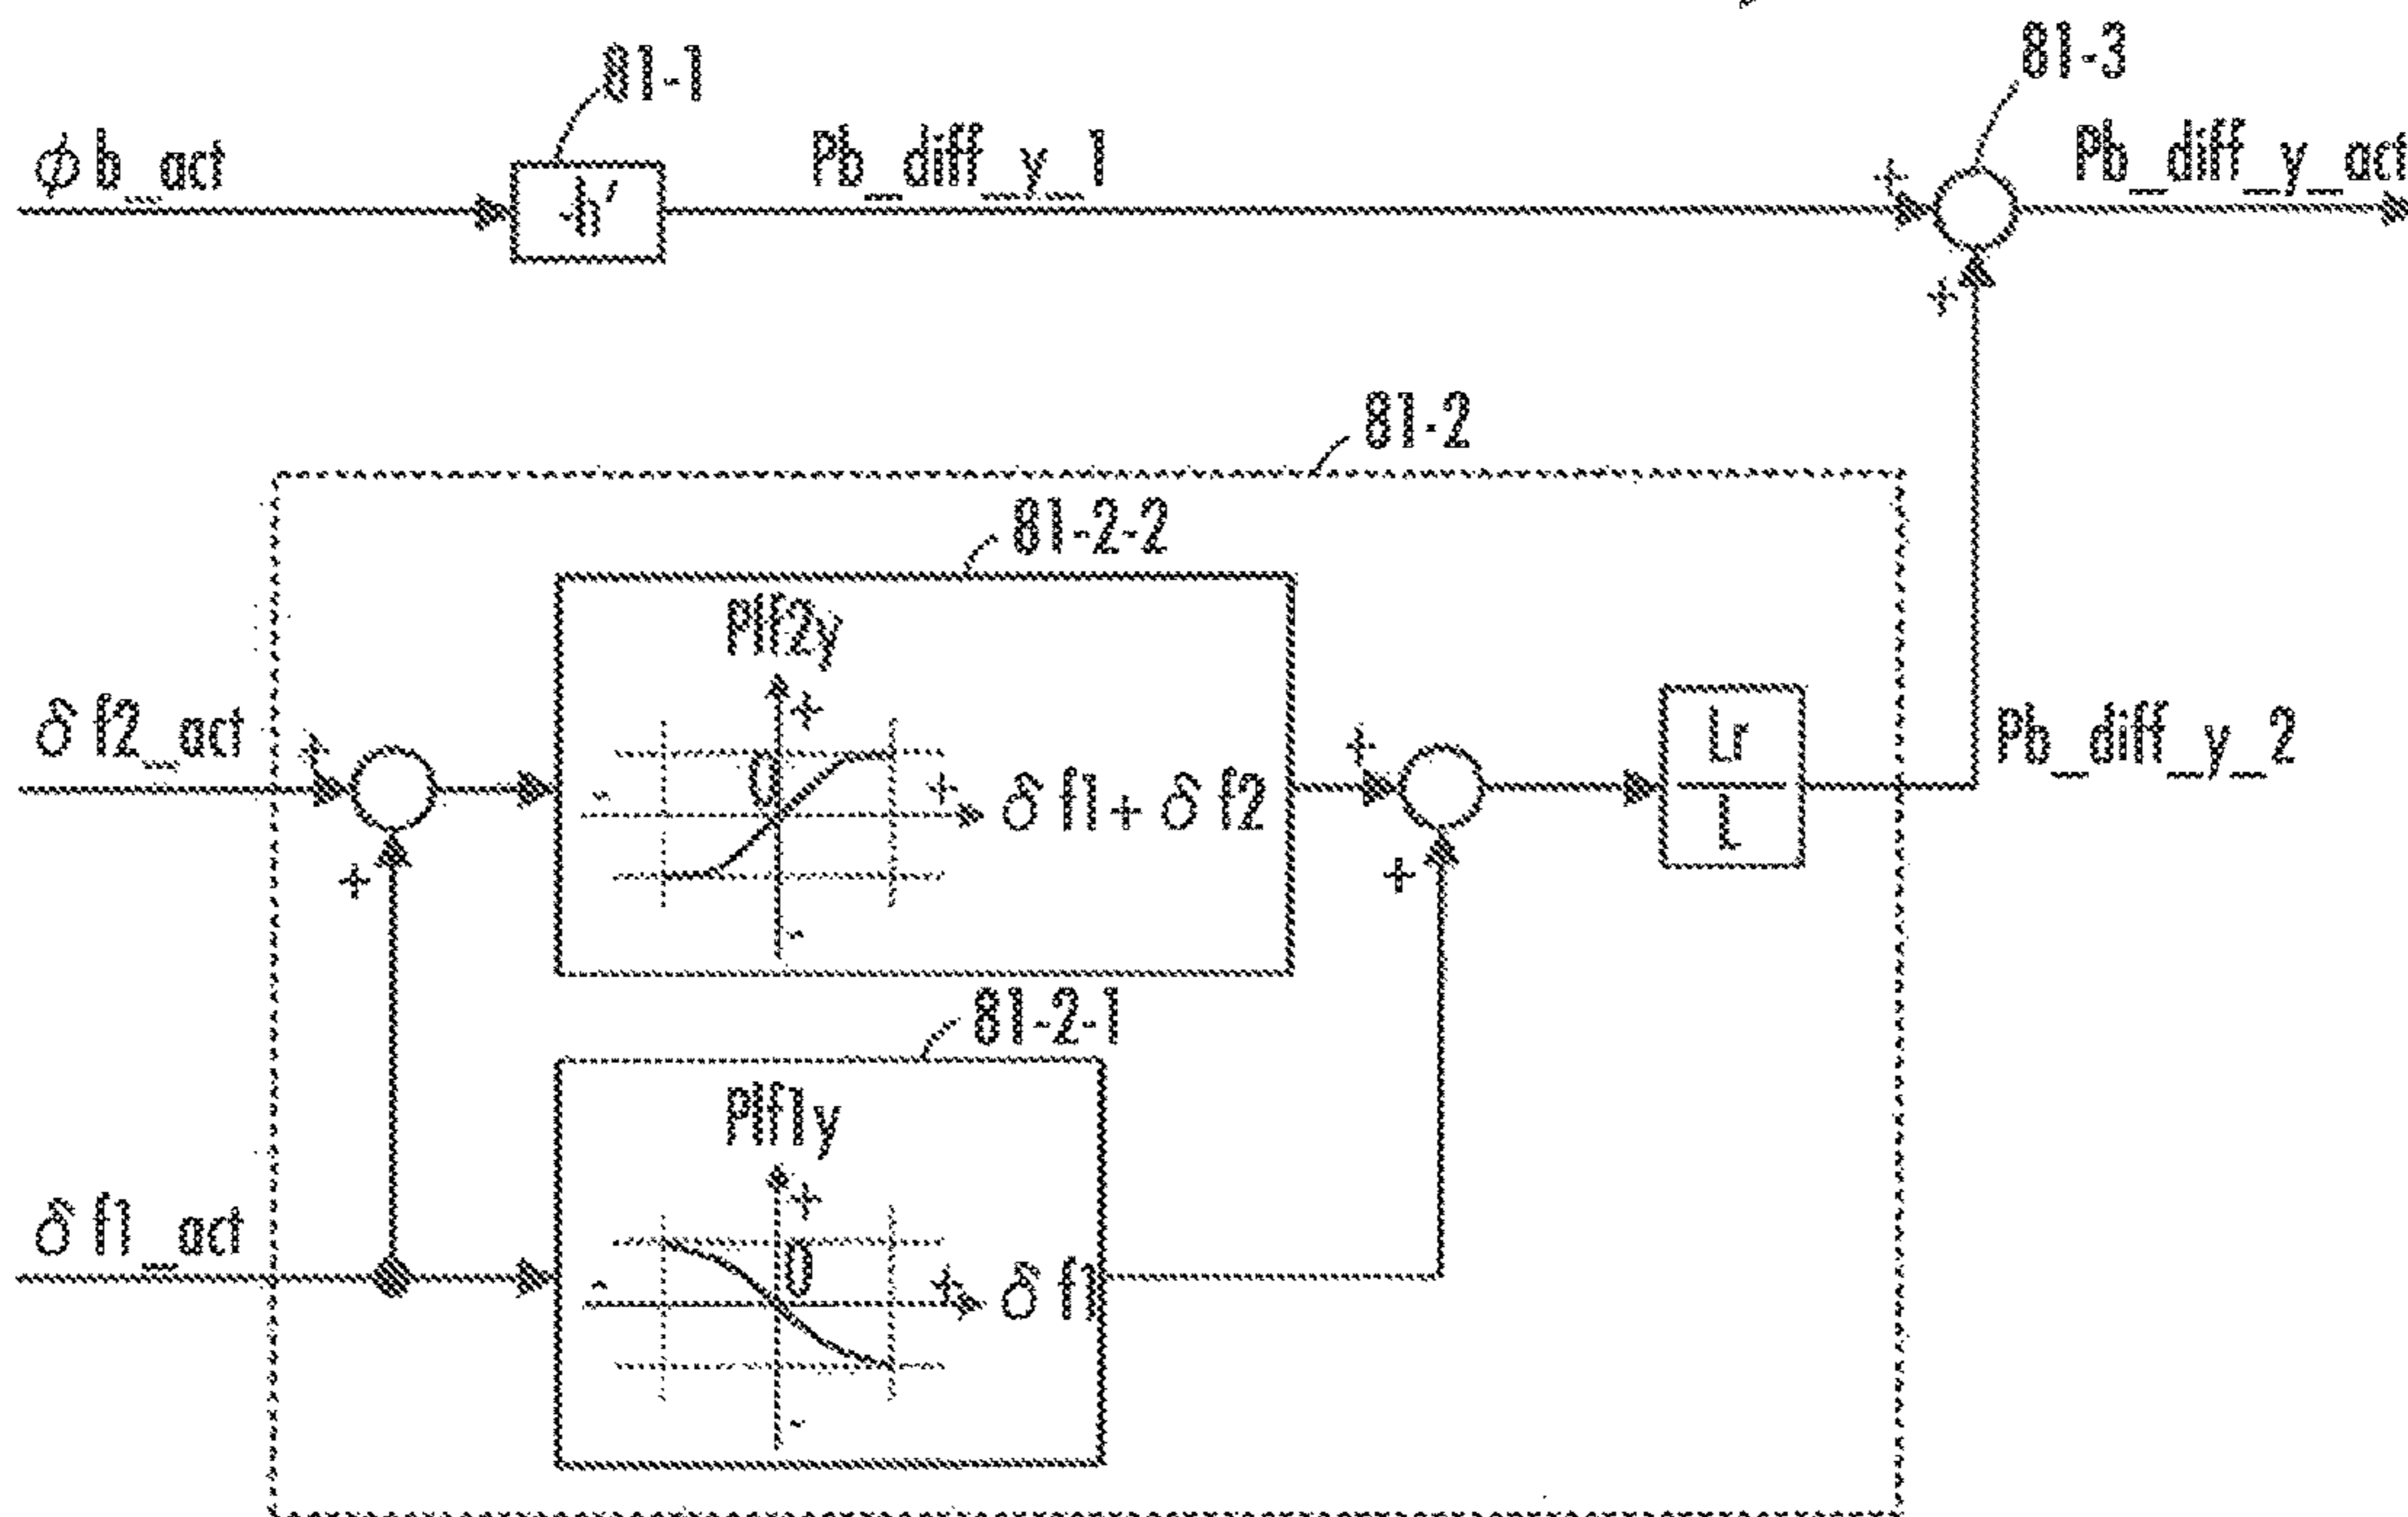 81-1
81-3
ϕb_act
-h′
Pb_diff_y_1
+
Pb_diff_y_act
+
81-2
81-2-2
Plf2y
+
δf2_act
+
0
-
+
δf1+δf2
+
Lr
L
Pb_diff_y_2
+
+
-
81-2-1
Plf1y
+
δf1_act
0
-
+
δf1
-